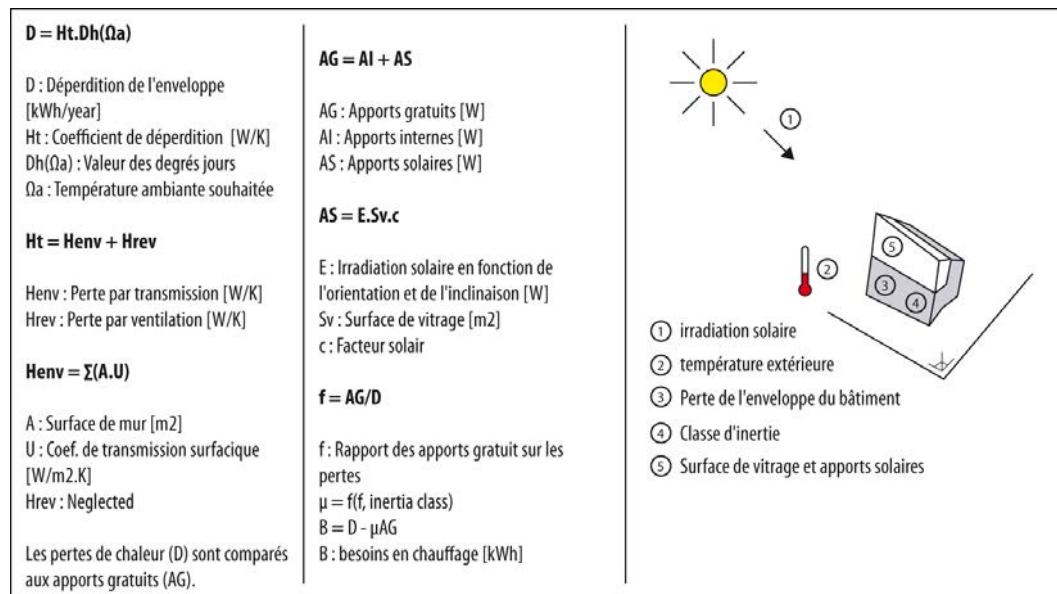 D = Ht.Dh(Ωa)
D : Déperdition de l'enveloppe
[kWh/year]
Ht : Coefficient de déperdition [W/K]
Dh(Ωa) : Valeur des degrés jours
Ωa : Température ambiante souhaitée
Ht = Henv + Hrev
Henv : Perte par transmission [W/K]
Hrev : Perte par ventilation [W/K]
Henv = ∑(A.U)
A : Surface de mur [m2]
U : Coef. de transmission surfacique
[W/m2.K]
Hrev : Neglected
Les pertes de chaleur (D) sont comparés
aux apports gratuits (AG).
AG = AI + AS
AG : Apports gratuits [W]
AI : Apports internes [W]
AS : Apports solaires [W]
AS = E.Sv.c
E : Irradiation solaire en fonction de
l'orientation et de l'inclinaison [W]
Sv : Surface de vitrage [m2]
c : Facteur solair
f = AG/D
f : Rapport des apports gratuit sur les
pertes
µ = f(f, inertia class)
B = D - µAG
B : besoins en chauffage [kWh]
1
5
2
3
4
1 irradiation solaire
2 température extérieure
3 Perte de l'enveloppe du bâtiment
4 Classe d'inertie
5 Surface de vitrage et apports solaires